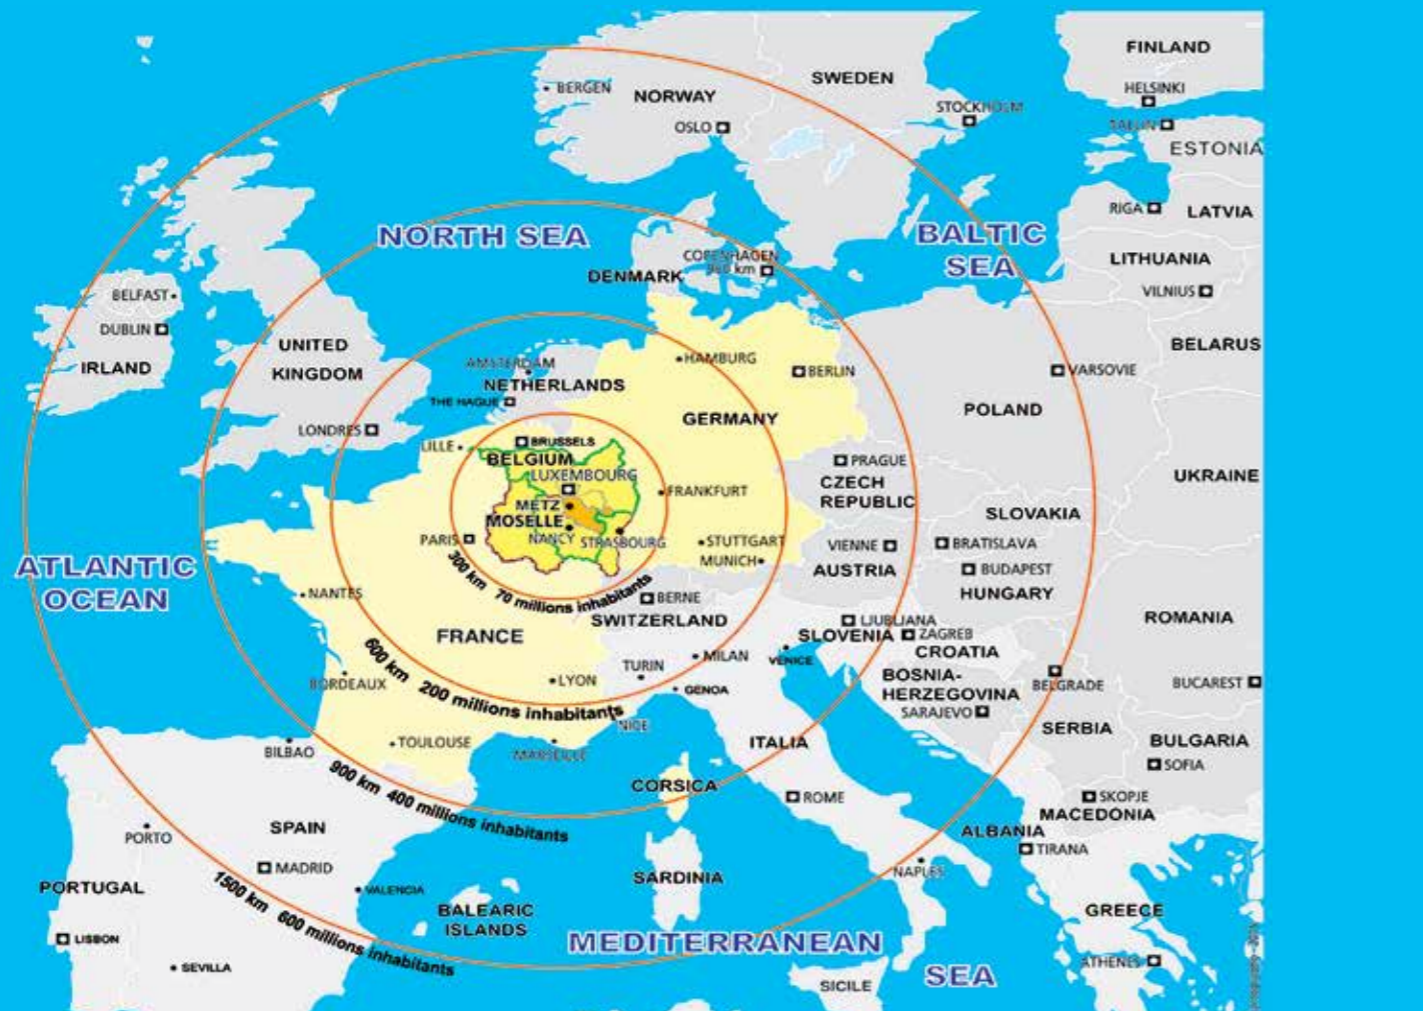 FINLAND
SWEDEN
HELSINKI
BERGEN
NORWAY
STOCKHOLM
OSLO
TALLIN
ESTONIA
RIGA
LATVIA
NORTH SEA
BALTIC
SEA
COPENHAGEN
km
DENMARK
LITHUANIA
VILNIUS
BELFAST
DUBLIN
IRLAND
UNITED
KINGDOM
BELARUS
AMSTERDAM
HAMBURG
BERLIN
VARSOVIE
NETHERLANDS
THE HAGUE
GERMANY
POLAND
LONDRES
LILLE
BRUSSELS
BELGIUM
PRAGUE
LUXEMBOURG
CZECH
REPUBLIC
UKRAINE
FRANKFURT
METZ
MOSELLE
SLOVAKIA
PARIS
NANCY
STRASBOURG
STUTTGART
MUNICH
VIENNE
BRATISLAVA
AUSTRIA
BUDAPEST
HUNGARY
ATLANTIC
OCEAN
300 km 70 millions inhabitants
NANTES
BERNE
SWITZERLAND
ROMANIA
FRANCE
LJUBLJANA
SLOVENIA
ZAGREB
CROATIA
600 km 200 millions inhabitants
TURIN
MILAN
VENICE
BORDEAUX
LYON
GENOA
BOSNIA-
HERZEGOVINA
SARAJEVO
BELGRADE
BUCAREST
NICE
SERBIA
BILBAO
TOULOUSE
MARSEILLE
ITALIA
BULGARIA
SOFIA
900 km 400 millions inhabitants
CORSICA
ROME
SKOPJE
MACEDONIA
PORTO
SPAIN
ALBANIA
TIRANA
MADRID
NAPLES
PORTUGAL
1500 km 600 millions inhabitants
VALENCIA
SARDINIA
BALEARIC
ISLANDS
GREECE
LISBON
MEDITERRANEAN
SEA
SEVILLA
ATHENES
SICILE